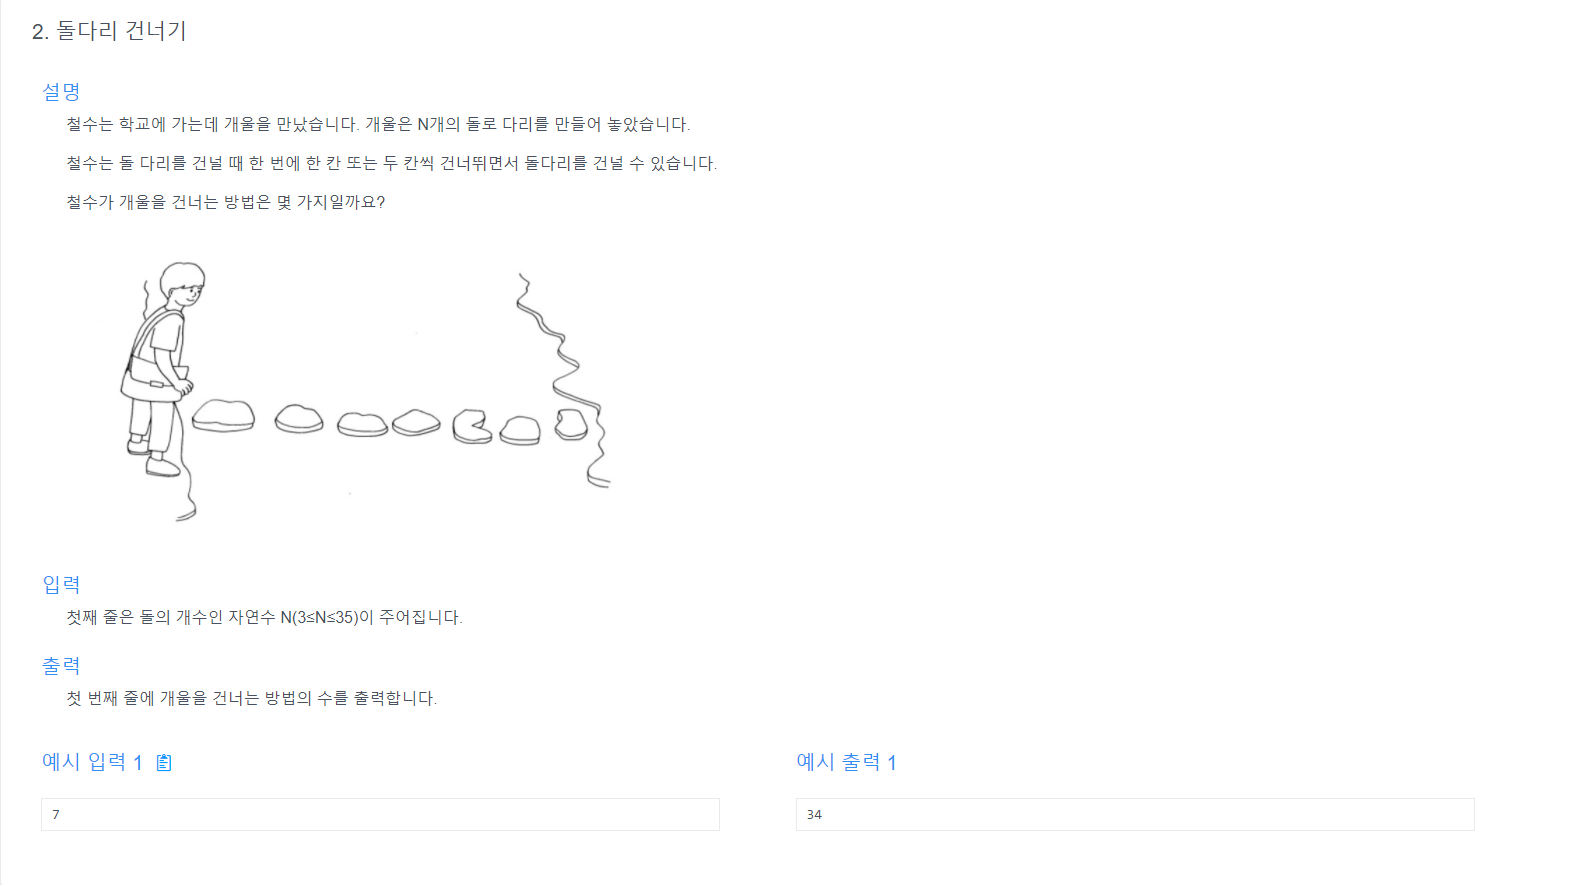 2. 돌다리 건너기
설명
철수는 학교에 가는데 개울을 만났습니다. 개울은 N개의 돌로 다리를 만들어 놓았습니다.
철수는 돌 다리를 건널 때 한 번에 한 칸 또는 두 칸씩 건너뛰면서 돌다리를 건널 수 있습니다.
철수가 개울을 건너는 방법은 몇 가지일까요?
입력
첫째 줄은 돌의 개수인 자연수 N(3≤N≤35)이 주어집니다.
출력
첫 번째 줄에 개울을 건너는 방법의 수를 출력합니다.
예시 입력 1
예시 출력 1
7
34